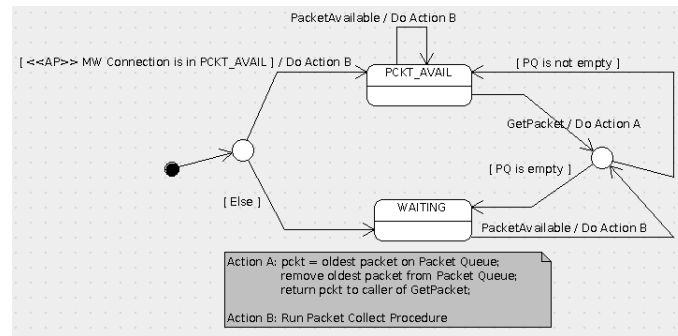 PacketAvailable / Do Action B
[ <<AP>> MW Connection is in PCKT_AVAIL ] / Do Action B
[ PQ is not empty ]
PCKT_AVAIL
GetPacket / Do Action A
[ PQ is empty ]
[ Else ]
WAITING
PacketAvailable / Do Action B
Action A: pckt = oldest packet on Packet Queue;
remove oldest packet from Packet Queue;
return pckt to caller of GetPacket;
Action B: Run Packet Collect Procedure